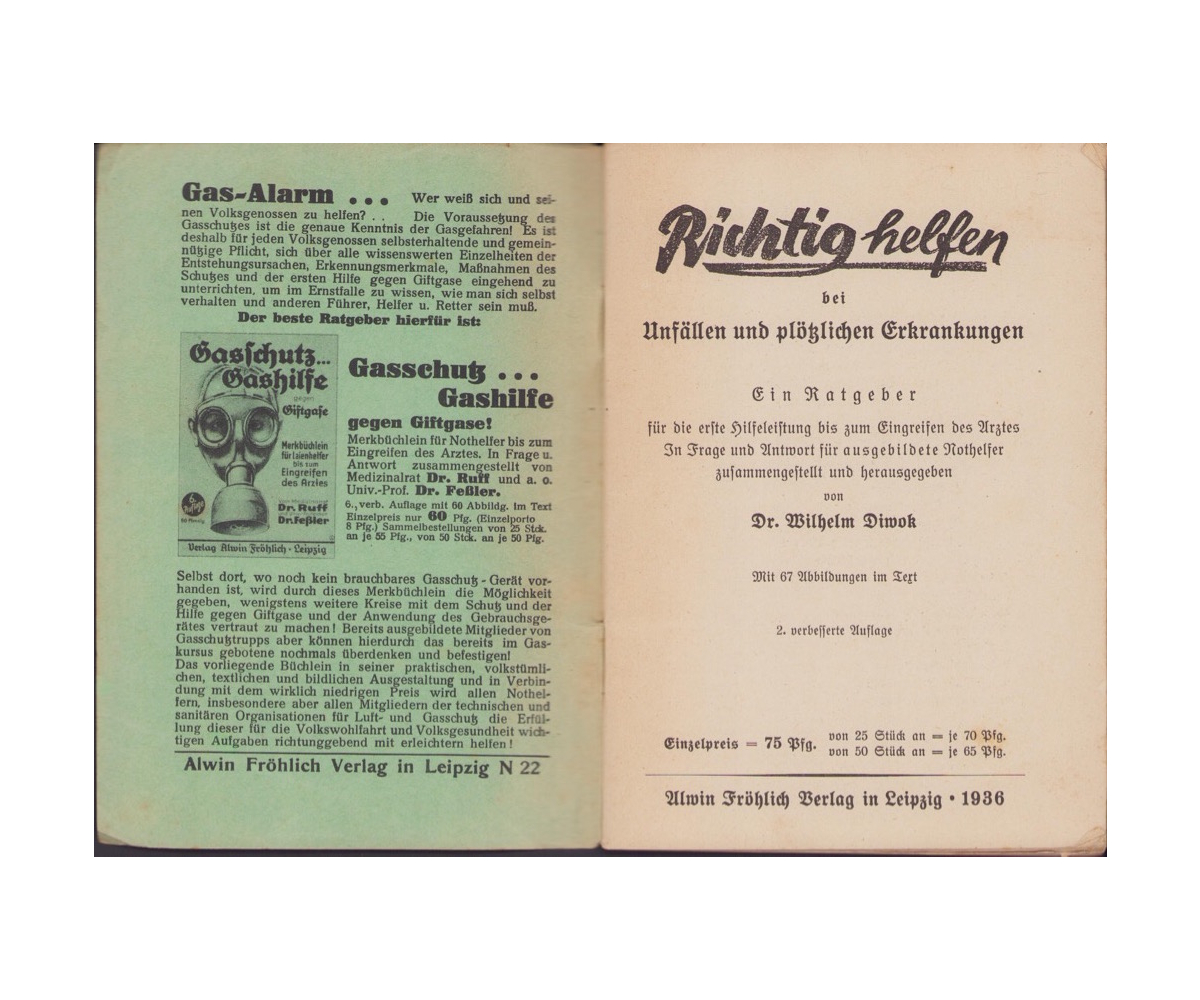 Gas-Alarm ... Wer weiß sich und sei-
nen Volksgenossen zu helfen? . . Die Voraussetzung des
Gasschutzes ist die genaue Kenntnis der Gasgefahren! Es ist
deshalb für jeden Volksgenossen selbsterhaltende und gemein-
nützige Pflicht, sich über alle wissenswerten Einzelheiten der
Entstehungsursachen, Erkennungsmerkmale, Maßnahmen des
Schutzes und der ersten Hilfe gegen Giftgase eingehend zu
unterrichten, um im Ernstfalle zu wissen, wie man sich selbst
verhalten und anderen Führer, Helfer u. Retter sein muß.
Der beste Ratgeber hierfür ist:
Gasschutz...
Gashilfe
gegen
Giftgase
Merkbüchlein
für Laienhelfer
bis zum
Eingreifen
des Arztes
6.
Auflage
60 Pfennig
Dr. Ruff
Dr. Feßler
Verlag Alwin Fröhlich • Leipzig
Gasschutz ...
Gashilfe
gegen Giftgase!
Merkbüchlein für Nothelfer bis zum
Eingreifen des Arztes. In Frage u.
Antwort zusammengestellt von
Medizinalrat Dr. Ruff und a. o.
Univ.-Prof. Dr. Feßler.
6., verb. Auflage mit 60 Abbildg. im Text
Einzelpreis nur 60 Pfg. (Einzelporto
8 Pfg.) Sammelbestellungen von 25 Stck.
an je 55 Pfg., von 50 Stck. an je 50 Pfg.
Selbst dort, wo noch kein brauchbares Gasschutz-Gerät vor-
handen ist, wird durch dieses Merkbüchlein die Möglichkeit
gegeben, wenigstens weitere Kreise mit dem Schutz und der
Hilfe gegen Giftgase und der Anwendung des Gebrauchsge-
rätes vertraut zu machen! Bereits ausgebildete Mitglieder von
Gasschutztrupps aber können hierdurch das bereits im Gas-
kursus gebotene nochmals überdenken und befestigen!
Das vorliegende Büchlein in seiner praktischen, volkstümli-
chen, textlichen und bildlichen Ausgestaltung und in Verbin-
dung mit dem wirklich niedrigen Preis wird allen Nothel-
fern, insbesondere aber allen Mitgliedern der technischen und
sanitären Organisationen für Luft- und Gasschutz die Erfül-
lung dieser für die Volkswohlfahrt und Volksgesundheit wich-
tigen Aufgaben richtunggebend mit erleichtern helfen!
Alwin Fröhlich Verlag in Leipzig N 22
Richtig helfen
bei
Unfällen und plötzlichen Erkrankungen
Ein Ratgeber
für die erste Hilfeleistung bis zum Eingreifen des Arztes
In Frage und Antwort für ausgebildete Nothelfer
zusammengestellt und herausgegeben
von
Dr. Wilhelm Diwok
Mit 67 Abbildungen im Text
2. verbesserte Auflage
Einzelpreis = 75 Pfg. von 25 Stück an = je 70 Pfg.
von 50 Stück an = je 65 Pfg.
Alwin Fröhlich Verlag in Leipzig • 1936